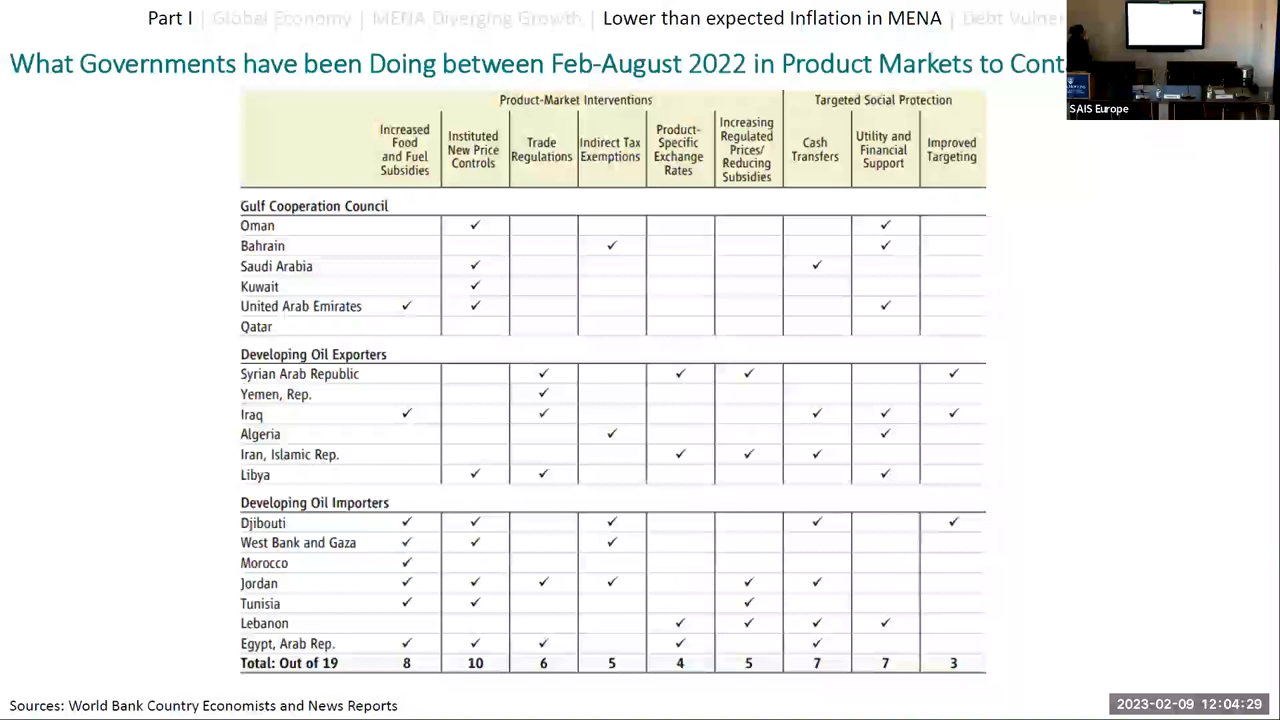 Part I | Global Economy | MENA Diverging Growth | Lower than expected Inflation in MENA | Debt
What Governments have been Doing between Feb-August 2022 in Product Markets to
SAIS Europe
Product-Market Interventions Targeted Social Protection
Increased Food and Fuel Subsidies
Instituted New Price Controls
Trade Regulations
Indirect Tax Exemptions
Product-Specific Exchange Rates
Increasing Regulated Prices/ Reducing Subsidies
Cash Transfers
Utility and Financial Support
Improved Targeting
Gulf Cooperation Council
Oman ✓ ✓
Bahrain ✓ ✓
Saudi Arabia ✓ ✓
Kuwait ✓
United Arab Emirates ✓ ✓ ✓
Qatar
Developing Oil Exporters
Syrian Arab Republic ✓ ✓ ✓ ✓
Yemen, Rep. ✓
Iraq ✓ ✓ ✓ ✓ ✓
Algeria ✓ ✓
Iran, Islamic Rep. ✓ ✓ ✓
Libya ✓ ✓ ✓
Developing Oil Importers
Djibouti ✓ ✓ ✓ ✓ ✓
West Bank and Gaza ✓ ✓ ✓
Morocco ✓
Jordan ✓ ✓ ✓ ✓ ✓ ✓
Tunisia ✓ ✓ ✓
Lebanon ✓ ✓ ✓ ✓
Egypt, Arab Rep. ✓ ✓ ✓ ✓ ✓
Total: Out of 19 8 10 6 5 4 5 7 7 3
Sources: World Bank Country Economists and News Reports
2023-02-09 12:04:29